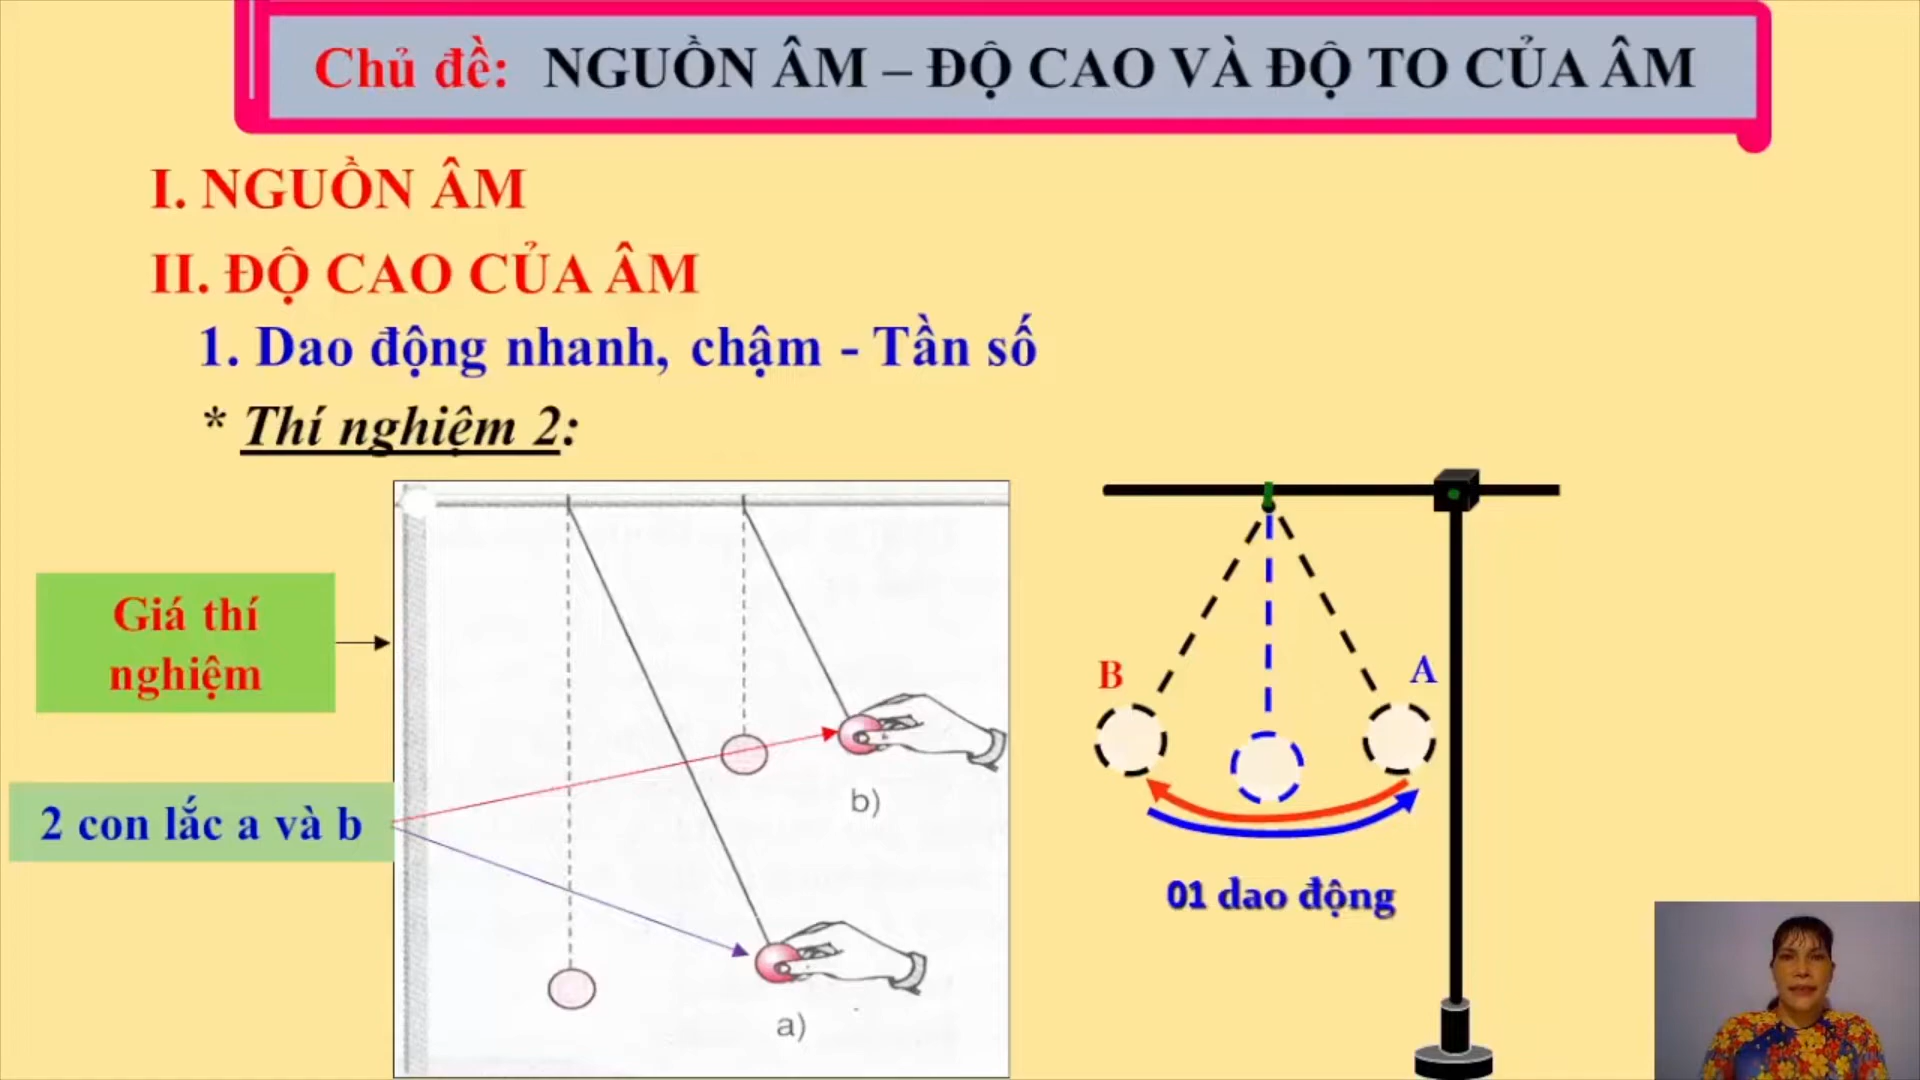 Chủ đề: NGUỒN ÂM – ĐỘ CAO VÀ ĐỘ TO CỦA ÂM
I. NGUỒN ÂM
II. ĐỘ CAO CỦA ÂM
1. Dao động nhanh, chậm - Tần số
* Thí nghiệm 2:
Giá thí
nghiệm
2 con lắc a và b
b)
a)
B
A
01 dao động